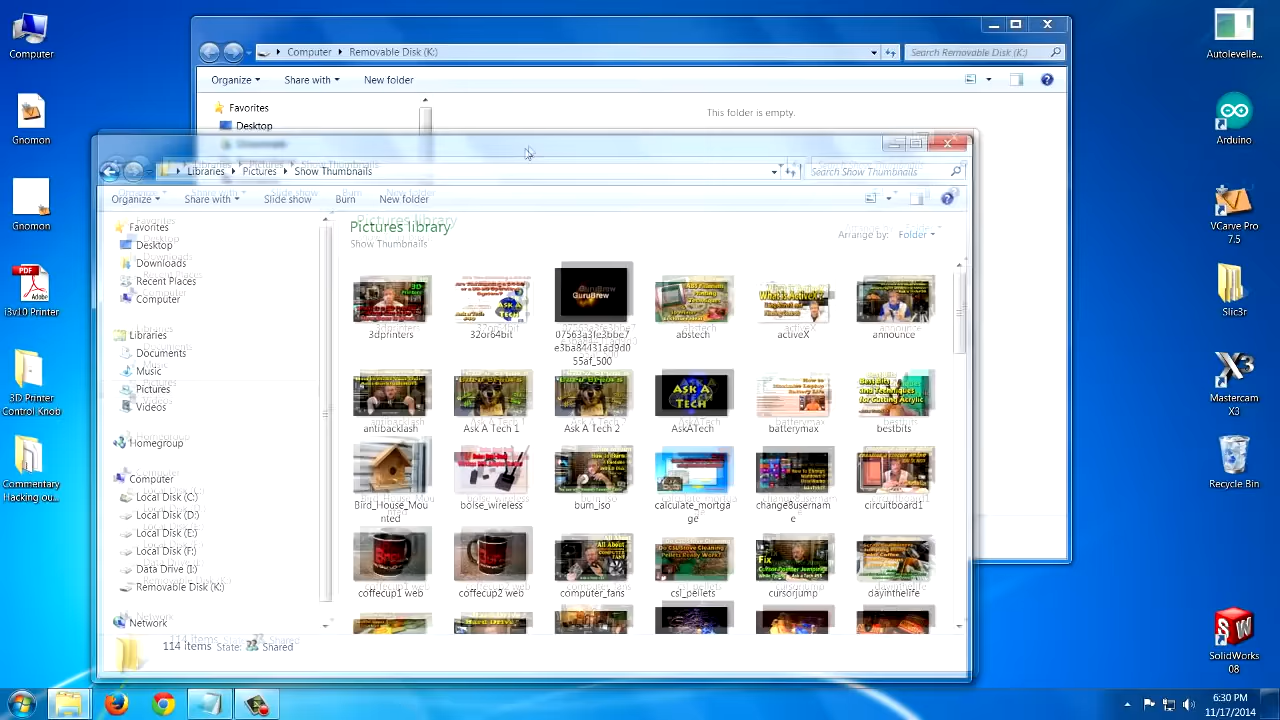 Computer
Gnomon
Gnomon
i3v10 Printer
3D Printer
Control Knob
Commentary
Hacking ou...
Computer
Removable Disk (K:)
Search Removable Disk (K:)
Organize
Share with
New folder
Favorites
Desktop
This folder is empty.
Libraries
Pictures
Show Thumbnails
Search Show Thumbnails
Organize
Share with
Slide show
Burn
New folder
Favorites
Desktop
Downloads
Recent Places
Computer
Libraries
Documents
Music
Pictures
Videos
Homegroup
Computer
Local Disk (C:)
Local Disk (D:)
Local Disk (E:)
Local Disk (J:)
Data Drive (I:)
Removable Disk (K:)
Network
Pictures library
Show Thumbnails
Arrange by: Folder
GuruBrew
ASK A
TECH
3dprinters
32or64bit
abstech
activeX
announce
antibacklash
Ask A Tech 1
Ask A Tech 2
AskATech
batterymax
bestbits
Bird_House_Mou
nted
bolse_wireless
burn_iso
calculate_mortga
ge
change8usernam
e
circuitboard1
coffecup1 web
coffecup2 web
computer_fans
csl_pellets
cursorjump
dayinthelife
114 items
State:
Shared
Autolevelle...
Arduino
VCarve Pro
7.5
Slic3r
Mastercam
X3
Recycle Bin
SolidWorks
08
6:30 PM
11/17/2014